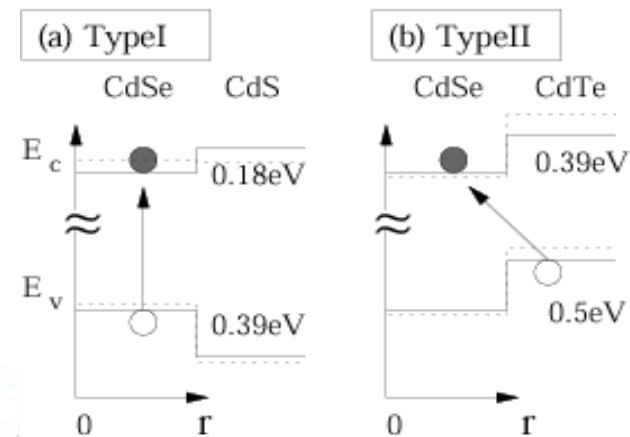 (a) TypeI
CdSe CdS
E c
0.18eV
≈
E v
0.39eV
0 r
(b) TypeII
CdSe CdTe
0.39eV
≈
0.5eV
0 r